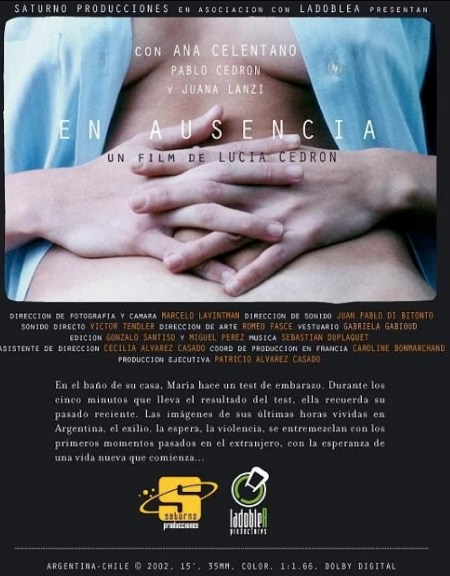 SATURNO PRODUCCIONES EN ASOCIACION CON LADOBLEA PRESENTAN
CON ANA CELENTANO
PABLO CEDRON
Y JUANA LANZI
EN AUSENCIA
UN FILM DE LUCIA CEDRON
DIRECCION DE FOTOGRAFIA Y CAMARA MARCELO LAVINTMAN DIRECCION DE SONIDO JUAN PABLO DI BITONTO
SONIDO DIRECTO VICTOR TENDLER DIRECCION DE ARTE ROMEO FASCE VESTUARIO GABRIELA GABIOUD
EDICION GONZALO SANTISO Y MIGUEL PEREZ MUSICA SEBASTIAN DUPLAQUET
ASISTENTE DE DIRECCION CECILIA ALVAREZ CASADO COORD DE PRODUCCION EN FRANCIA CAROLINE BONMARCHAND
PRODUCCION EJECUTIVA PATRICIO ALVAREZ CASADO
En el baño de su casa, María hace un test de embarazo. Durante los
cinco minutos que lleva el resultado del test, ella recuerda su
pasado reciente. Las imágenes de sus últimas horas vividas en
Argentina, el exilio, la espera, la violencia, se entremezclan con los
primeros momentos pasados en el extranjero, con la esperanza de
una vida nueva que comienza...
S
saturno
producciones
ladobleA
productores
ARGENTINA-CHILE © 2002, 15', 35MM, COLOR, 1:1.66, DOLBY DIGITAL